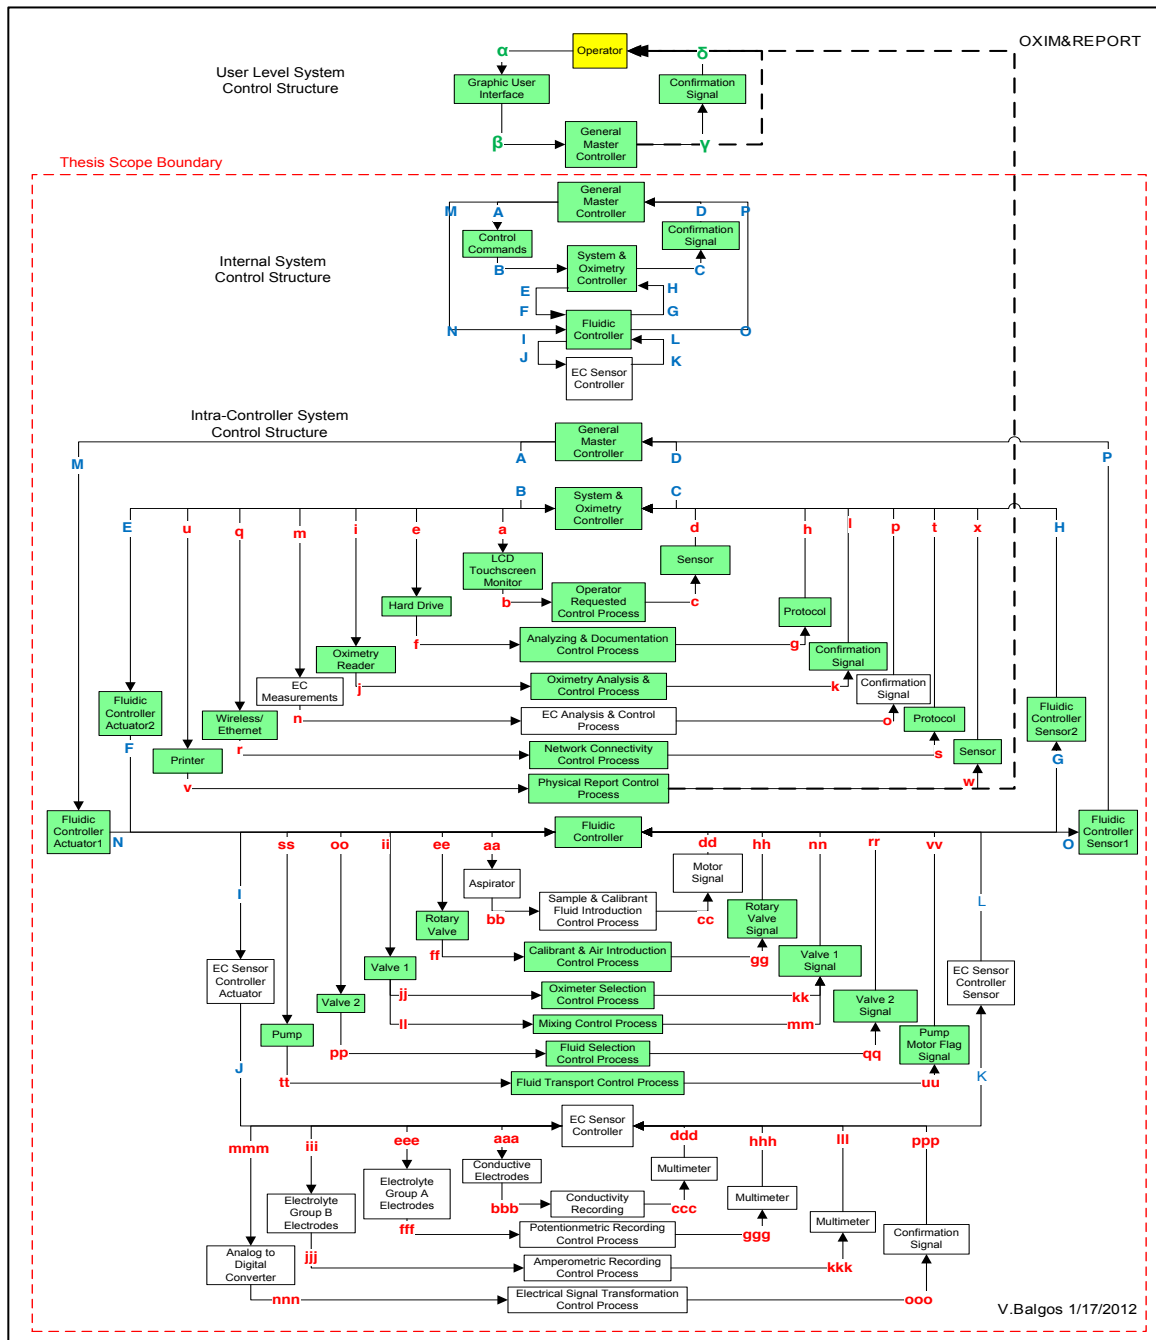 OXIM&REPORT
α
Operator
δ
User Level System
Control Structure
Graphic User
Interface
Confirmation
Signal
β
General
Master
Controller
γ
Thesis Scope Boundary
General
Master
Controller
M
A
D
P
Control
Commands
Confirmation
Signal
Internal System
Control Structure
B
System &
Oximetry
Controller
C
E
H
F
G
N
Fluidic
Controller
O
I
L
J
EC Sensor
Controller
K
Intra-Controller System
Control Structure
General
Master
Controller
M
A
D
P
B
System &
Oximetry
Controller
C
E
u
q
m
i
e
a
d
h
l
p
t
x
H
LCD
Touchscreen
Monitor
Sensor
Hard Drive
b
Operator
Requested
Control Process
c
Protocol
f
Analyzing & Documentation
Control Process
g
Oximetry
Reader
Confirmation
Signal
EC
Measurements
j
Oximetry Analysis &
Control Process
k
Confirmation
Signal
Fluidic
Controller
Actuator2
Wireless/
Ethernet
n
EC Analysis & Control
Process
o
Protocol
Fluidic
Controller
Sensor2
F
Printer
r
Network Connectivity
Control Process
s
Sensor
G
v
Physical Report Control
Process
w
Fluidic
Controller
Actuator1
N
Fluidic
Controller
O
Fluidic
Controller
Sensor1
ss
oo
ii
ee
aa
dd
hh
nn
rr
vv
I
Aspirator
Motor
Signal
L
bb
Sample & Calibrant
Fluid Introduction
Control Process
cc
Rotary
Valve
Rotary
Valve
Signal
ff
Calibrant & Air Introduction
Control Process
gg
EC Sensor
Controller
Actuator
Valve 1
Valve 1
Signal
EC Sensor
Controller
Sensor
Valve 2
jj
Oximeter Selection
Control Process
kk
Valve 2
Signal
Pump
ll
Mixing Control Process
mm
Pump
Motor Flag
Signal
J
pp
Fluid Selection
Control Process
qq
K
tt
Fluid Transport Control Process
uu
EC Sensor
Controller
mmm
iii
eee
aaa
ddd
hhh
lll
ppp
Conductive
Electrodes
Multimeter
Electrolyte
Group A
Electrodes
Electrolyte
Group B
Electrodes
bbb
Conductivity
Recording
ccc
Multimeter
fff
Potentionmetric Recording
Control Process
ggg
Multimeter
Confirmation
Signal
Analog to
Digital
Converter
jjj
Amperometric Recording
Control Process
kkk
nnn
Electrical Signal Transformation
Control Process
ooo
V.Balgos 1/17/2012